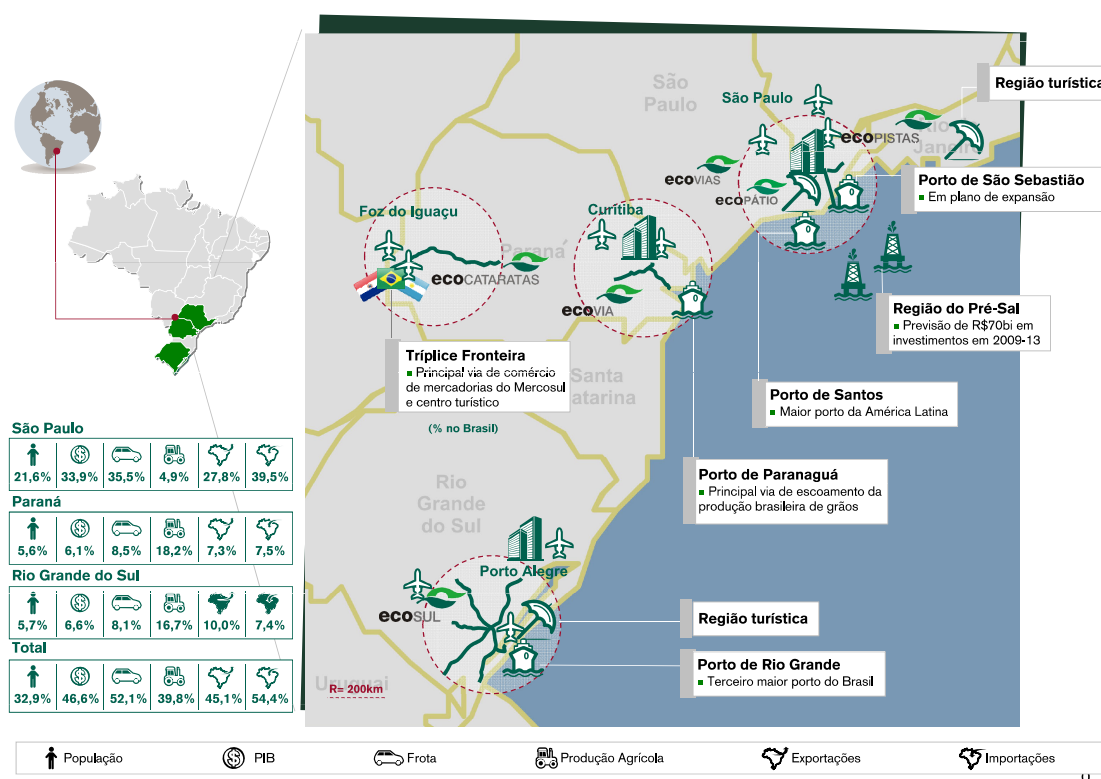 São
Paulo
São Paulo
Região turística
ecoPISTAS
Rio de
Janeiro
ecoVIAS
ecoPÁTIO
Porto de São Sebastião
Em plano de expansão
Foz do Iguaçu
Curítiba
Paraná
ecoCATARATAS
ecoVIA
Região do Pré-Sal
Previsão de R$70bi em
investimentos em 2009-13
Tríplice Fronteira
Principal via de comércio
de mercadorias do Mercosul
e centro turístico
Santa
Catarina
Porto de Santos
Maior porto da América Latina
(% no Brasil)
São Paulo
21,6% 33,9% 35,5% 4,9% 27,8% 39,5%
Porto de Paranaguá
Principal via de escoamento da
produção brasileira de grãos
Rio
Grande
do Sul
Paraná
5,6% 6,1% 8,5% 18,2% 7,3% 7,5%
Porto Alegre
Rio Grande do Sul
5,7% 6,6% 8,1% 16,7% 10,0% 7,4%
ecoSUL
Região turística
Total
32,9% 46,6% 52,1% 39,8% 45,1% 54,4%
Porto de Rio Grande
Terceiro maior porto do Brasil
Uruguai
R= 200km
População PIB Frota Produção Agrícola Exportações Importações